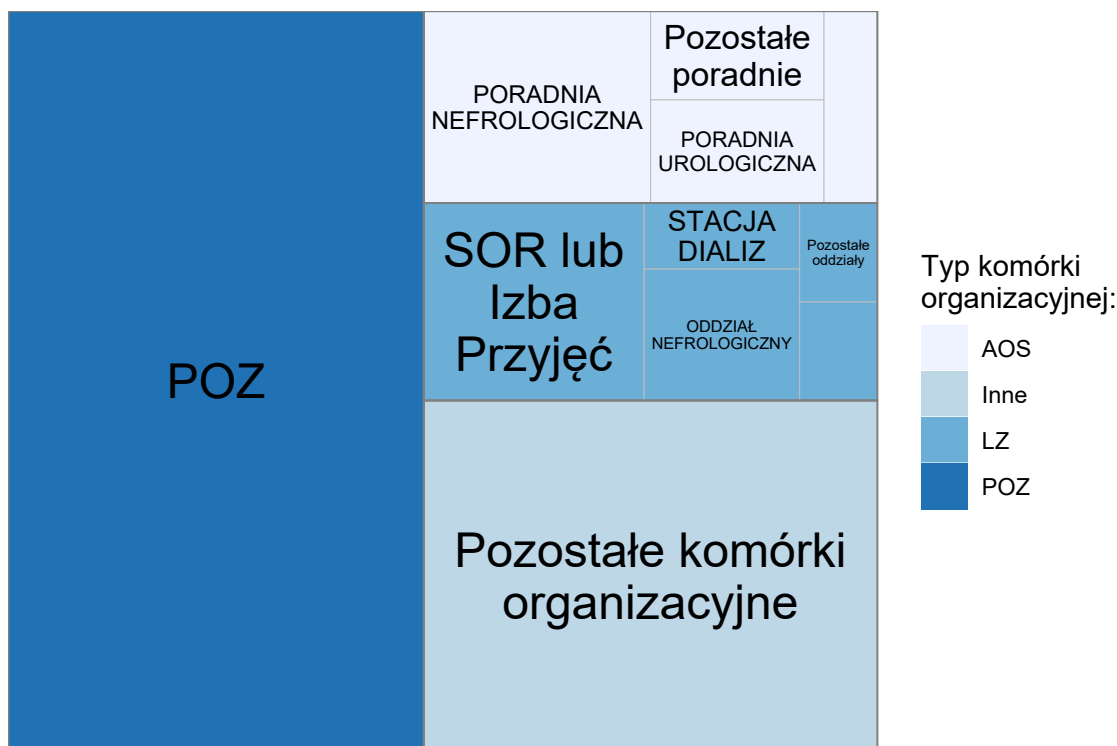 POZ
PORADNIA
NEFROLOGICZNA
Pozostałe
poradnie
PORADNIA
UROLOGICZNA
SOR lub
Izba
Przyjęć
STACJA
DIALIZ
Pozostałe
oddziały
ODDZIAŁ
NEFROLOGICZNY
Pozostałe komórki
organizacyjne
Typ komórki
organizacyjnej:
AOS
Inne
LZ
POZ